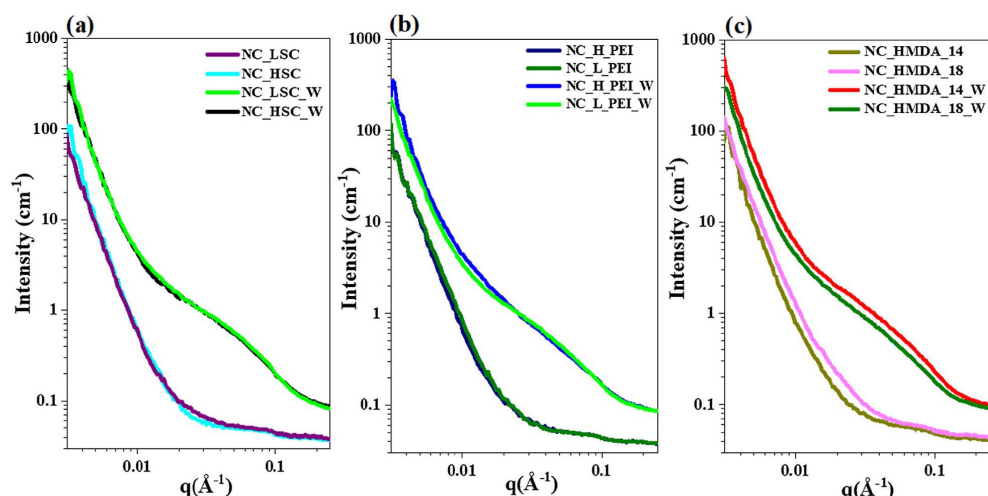 (a)
NC_LSC
NC_HSC
NC_LSC_W
NC_HSC_W
1000
100
10
1
0.1
Intensity (cm⁻¹)
0.01
0.1
q(Å⁻¹)
(b)
NC_H_PEI
NC_L_PEI
NC_H_PEI_W
NC_L_PEI_W
1000
100
10
1
0.1
Intensity (cm⁻¹)
0.01
0.1
q(Å⁻¹)
(c)
NC_HMDA_14
NC_HMDA_18
NC_HMDA_14_W
NC_HMDA_18_W
1000
100
10
1
0.1
Intensity (cm⁻¹)
0.01
0.1
q(Å⁻¹)